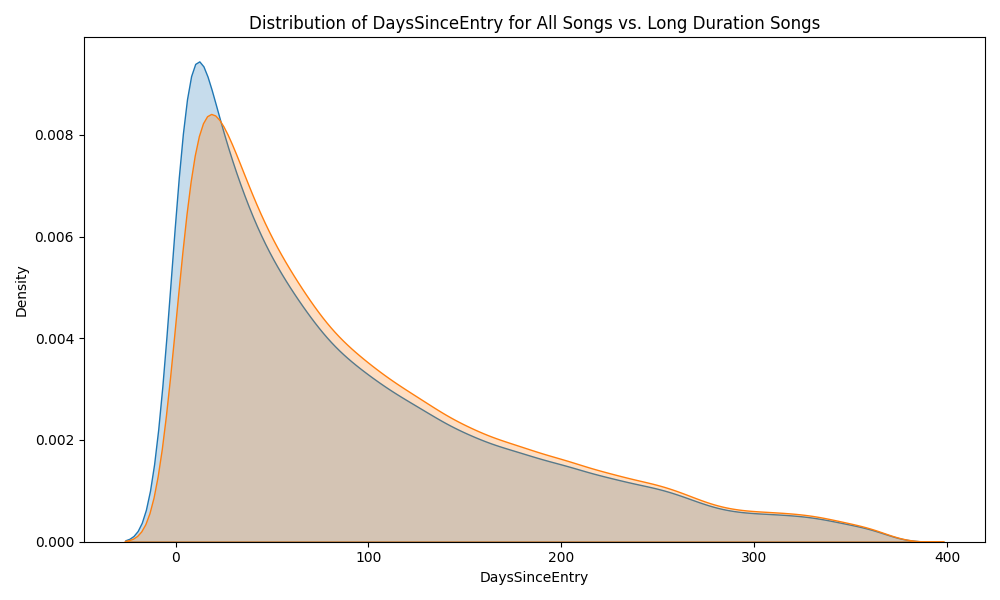 Distribution of DaysSinceEntry for All Songs vs. Long Duration Songs
Density
0.008
0.006
0.004
0.002
0.000
0 100 200 300 400
DaysSinceEntry